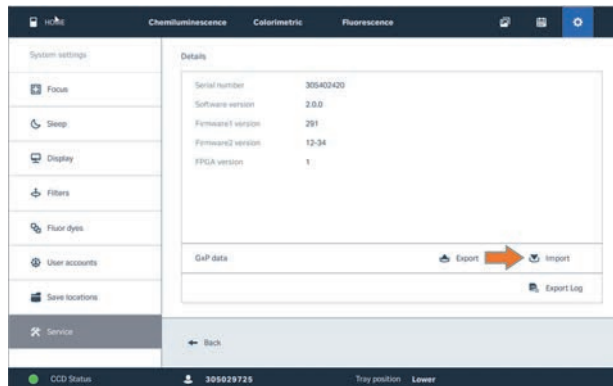 HOME Chemiluminescence Colorimetric Fluorescence
System settings
Focus
Sleep
Display
Filters
Fluor dyes
User accounts
Save locations
Service
Details
Serial number 305402420
Software version 2.0.0
Firmware1 version 291
Firmware2 version 12-34
FPGA version 1
GxP data Export Import
Export Log
Back
CCD Status 305029725 Tray position Lower